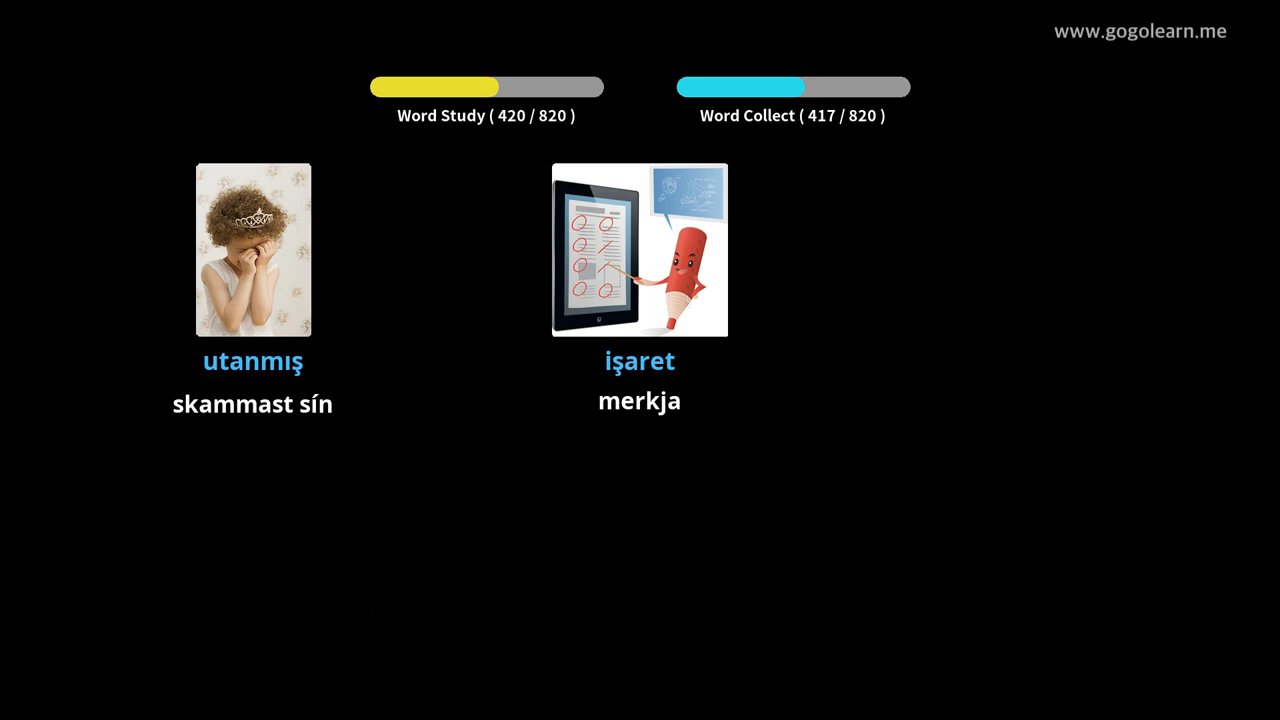 www.gogolearn.me
Word Study ( 420 / 820 )
Word Collect ( 417 / 820 )
utanmış
skammast sín
işaret
merkja